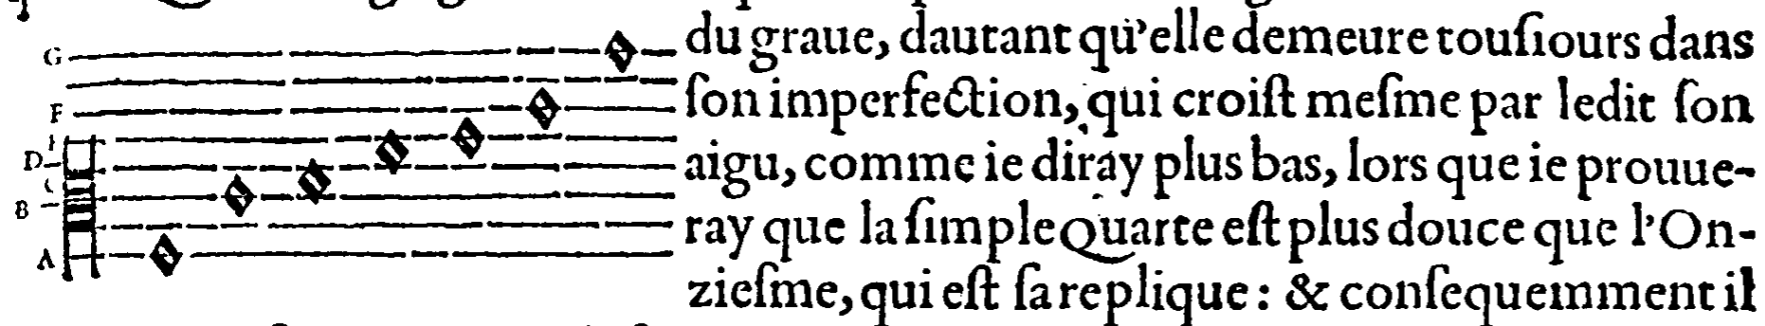 du graue, dautant qu'elle demeure tousiours dans
ſon imperfection, qui croiſt meſme par ledit ſon
aigu, comme ie diray plus bas, lors que ie prouue-
ray que la ſimple Quarte eſt plus douce que l'On-
zieſme, qui eſt ſa replique: & conſequemment il
G
F
E
D
C
B
A